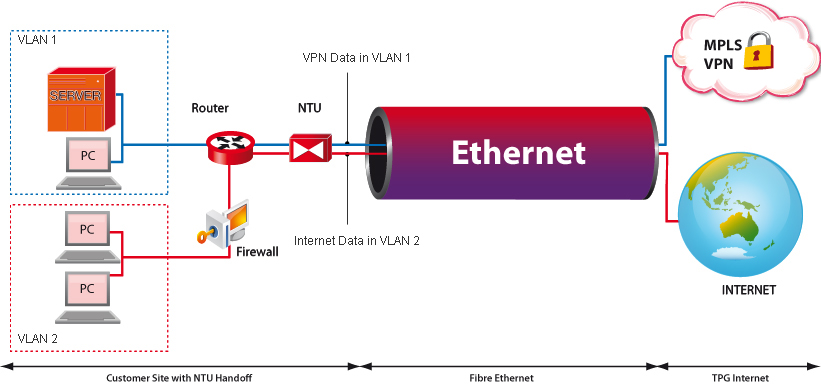 VLAN 1
SERVER
PC
Router
NTU
VPN Data in VLAN 1
Ethernet
MPLS
VPN
PC
PC
VLAN 2
Firewall
Internet Data in VLAN 2
INTERNET
Customer Site with NTU Handoff
Fibre Ethernet
TPG Internet